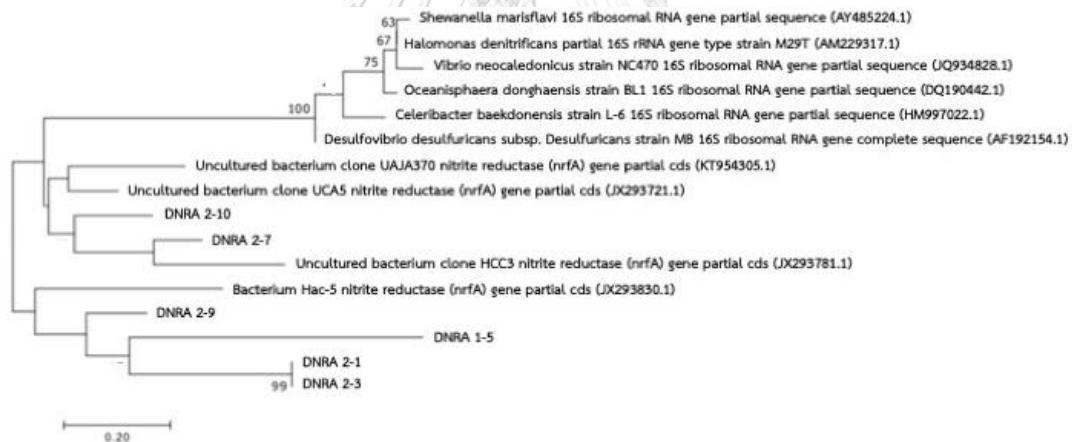 63 Shewanella marisflavi 16S ribosomal RNA gene partial sequence (AY485224.1)
67 Halomonas denitrificans partial 16S rRNA gene type strain M29T (AM229317.1)
75 Vibrio neocaledonicus strain NC470 16S ribosomal RNA gene partial sequence (JQ934828.1)
Oceanisphaera donghaensis strain BL1 16S ribosomal RNA gene partial sequence (DQ190442.1)
100 Celeribacter baekdonensis strain L-6 16S ribosomal RNA gene partial sequence (HM997022.1)
Desulfovibrio desulfuricans subsp. Desulfuricans strain MB 16S ribosomal RNA gene complete sequence (AF192154.1)
Uncultured bacterium clone UAJA370 nitrite reductase (nrfA) gene partial cds (KT954305.1)
Uncultured bacterium clone UCA5 nitrite reductase (nrfA) gene partial cds (JX293721.1)
DNRA 2-10
DNRA 2-7
Uncultured bacterium clone HCC3 nitrite reductase (nrfA) gene partial cds (JX293781.1)
Bacterium Hac-5 nitrite reductase (nrfA) gene partial cds (JX293830.1)
DNRA 2-9
DNRA 1-5
DNRA 2-1
99 DNRA 2-3
0.20